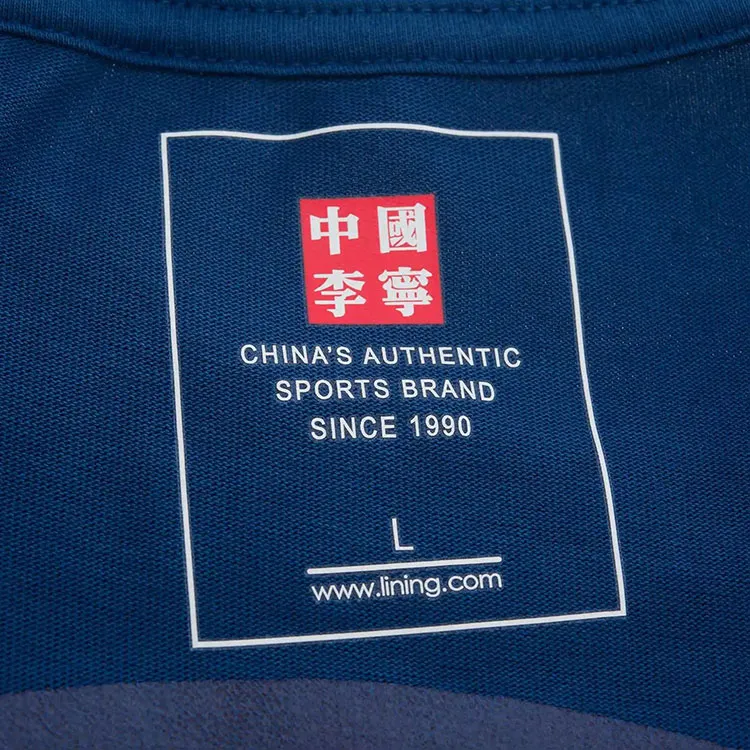 中國
李寧
CHINA'S AUTHENTIC
SPORTS BRAND
SINCE 1990
L
www.lining.com